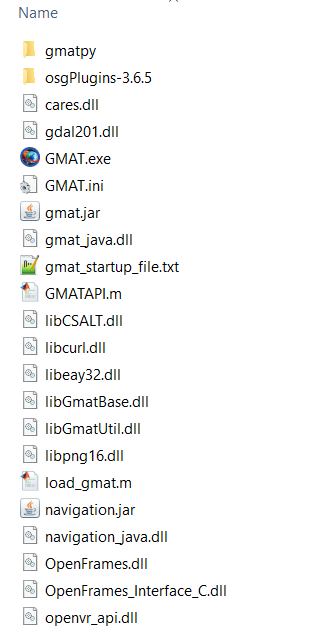 Name
gmatpy
osgPlugins-3.6.5
cares.dll
gdal201.dll
GMAT.exe
GMAT.ini
gmat.jar
gmat_java.dll
gmat_startup_file.txt
GMATAPI.m
libCSALT.dll
libcurl.dll
libeay32.dll
libGmatBase.dll
libGmatUtil.dll
libpng16.dll
load_gmat.m
navigation.jar
navigation_java.dll
OpenFrames.dll
OpenFrames_Interface_C.dll
openvr_api.dll